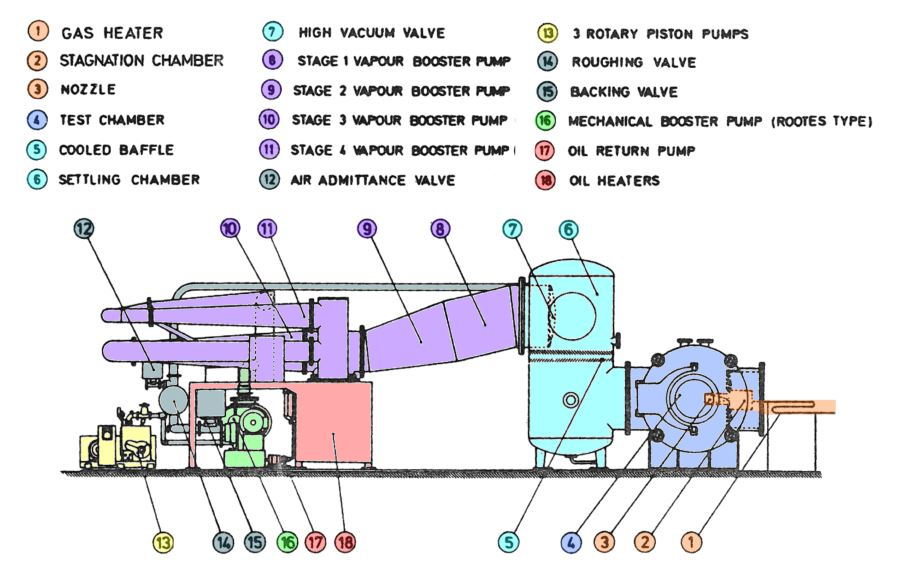 1 GAS HEATER
2 STAGNATION CHAMBER
3 NOZZLE
4 TEST CHAMBER
5 COOLED BAFFLE
6 SETTLING CHAMBER
7 HIGH VACUUM VALVE
8 STAGE 1 VAPOUR BOOSTER PUMP
9 STAGE 2 VAPOUR BOOSTER PUMP
10 STAGE 3 VAPOUR BOOSTER PUMP
11 STAGE 4 VAPOUR BOOSTER PUMP
12 AIR ADMITTANCE VALVE
13 3 ROTARY PISTON PUMPS
14 ROUGHING VALVE
15 BACKING VALVE
16 MECHANICAL BOOSTER PUMP (ROOTES TYPE)
17 OIL RETURN PUMP
18 OIL HEATERS
12 10 11 9 8 7 6
13 14 15 16 17 18 5 4 3 2 1